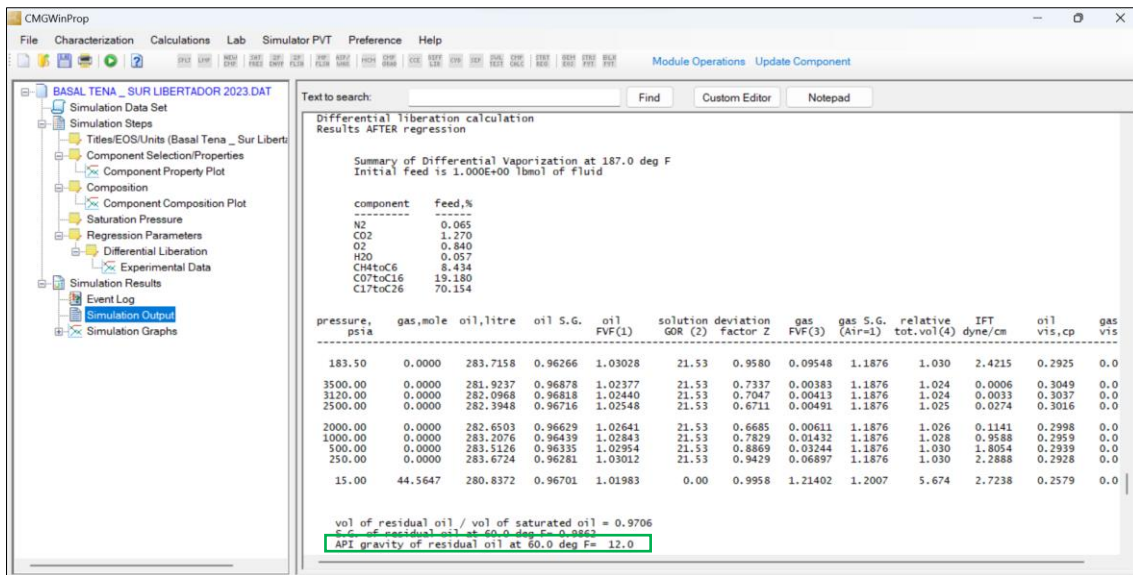 CMGWinProp
File Characterization Calculations Lab Simulator PVT Preference Help
Module Operations Update Component
BASAL TENA _ SUR LIBERTADOR 2023.DAT
Simulation Data Set
Simulation Steps
Titles/EOS/Units (Basal Tena _ Sur Liberta
Component Selection/Properties
Component Property Plot
Composition
Component Composition Plot
Saturation Pressure
Regression Parameters
Differential Liberation
Experimental Data
Simulation Results
Event Log
Simulation Output
Simulation Graphs
Text to search: Find Custom Editor Notepad
Differential liberation calculation
Results AFTER regression
Summary of Differential Vaporization at 187.0 deg F
Initial feed is 1.000E+00 lbmol of fluid
component feed,%
--------- ------
N2 0.065
CO2 1.270
O2 0.840
H2O 0.057
CH4toC6 8.434
C07toC16 19.180
C17toC26 70.154
pressure, gas,mole oil,litre oil S.G. oil solution deviation gas gas S.G. relative IFT oil gas
psia FVF(1) GOR (2) factor Z FVF(3) (Air=1) tot.vol(4) dyne/cm vis,cp vis
183.50 0.0000 283.7158 0.96266 1.03028 21.53 0.9580 0.09548 1.1876 1.030 2.4215 0.2925 0.0
3500.00 0.0000 281.9237 0.96878 1.02377 21.53 0.7337 0.00383 1.1876 1.024 0.0006 0.3049 0.0
3120.00 0.0000 282.0968 0.96818 1.02440 21.53 0.7047 0.00413 1.1876 1.024 0.0033 0.3037 0.0
2500.00 0.0000 282.3948 0.96716 1.02548 21.53 0.6711 0.00491 1.1876 1.025 0.0274 0.3016 0.0
2000.00 0.0000 282.6503 0.96629 1.02641 21.53 0.6685 0.00611 1.1876 1.026 0.1141 0.2998 0.0
1000.00 0.0000 283.2076 0.96439 1.02843 21.53 0.7829 0.01432 1.1876 1.028 0.9588 0.2959 0.0
500.00 0.0000 283.5126 0.96335 1.02954 21.53 0.8869 0.03244 1.1876 1.030 1.8054 0.2939 0.0
250.00 0.0000 283.6724 0.96281 1.03012 21.53 0.9429 0.06897 1.1876 1.030 2.2888 0.2928 0.0
15.00 44.5647 280.8372 0.96701 1.01983 0.00 0.9958 1.21402 1.2007 5.674 2.7238 0.2579 0.0
vol of residual oil / vol of saturated oil = 0.9706
S.G. of residual oil at 60.0 deg F= 0.9862
API gravity of residual oil at 60.0 deg F= 12.0